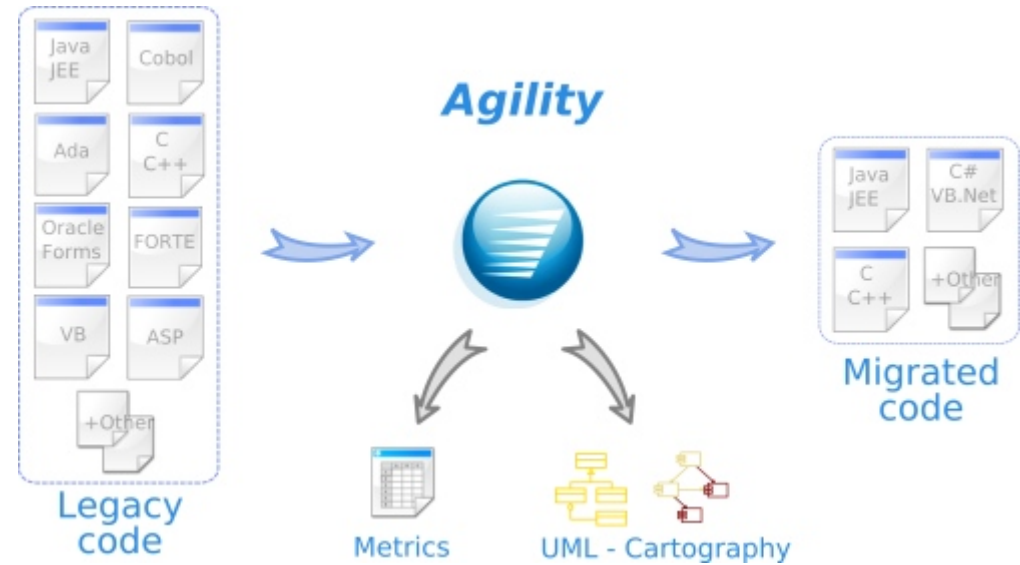 Java
JEE
Cobol
Ada
C
C++
Oracle
Forms
FORTE
VB
ASP
+Other
Legacy
code
Agility
Metrics
UML - Cartography
Java
JEE
C#
VB.Net
C
C++
+Other
Migrated
code